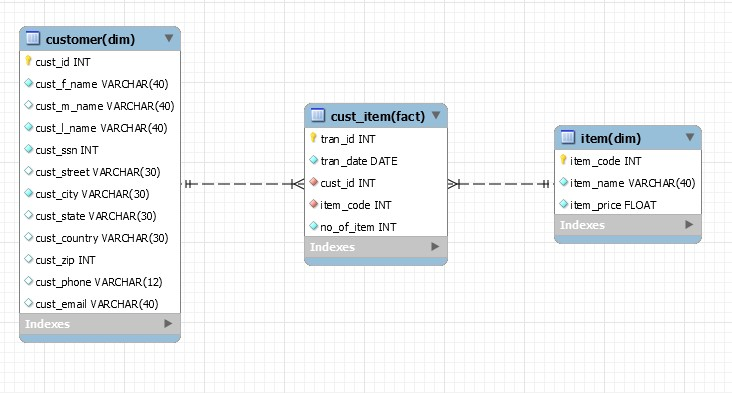 customer(dim)
cust_id INT
cust_f_name VARCHAR(40)
cust_m_name VARCHAR(40)
cust_l_name VARCHAR(40)
cust_ssn INT
cust_street VARCHAR(30)
cust_city VARCHAR(30)
cust_state VARCHAR(30)
cust_country VARCHAR(30)
cust_zip INT
cust_phone VARCHAR(12)
cust_email VARCHAR(40)
Indexes
cust_item(fact)
tran_id INT
tran_date DATE
cust_id INT
item_code INT
no_of_item INT
Indexes
item(dim)
item_code INT
item_name VARCHAR(40)
item_price FLOAT
Indexes